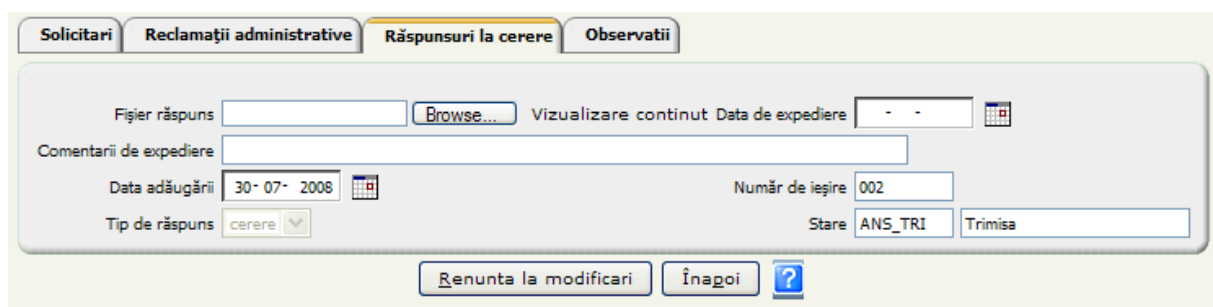 Solicitari Reclamaţii administrative Răspunsuri la cerere Observatii
Fişier răspuns Browse... Vizualizare continut Data de expediere - -
Comentarii de expediere
Data adăugării 30- 07- 2008 Număr de ieşire 002
Tip de răspuns cerere Stare ANS_TRI Trimisa
Renunta la modificari Înapoi ?